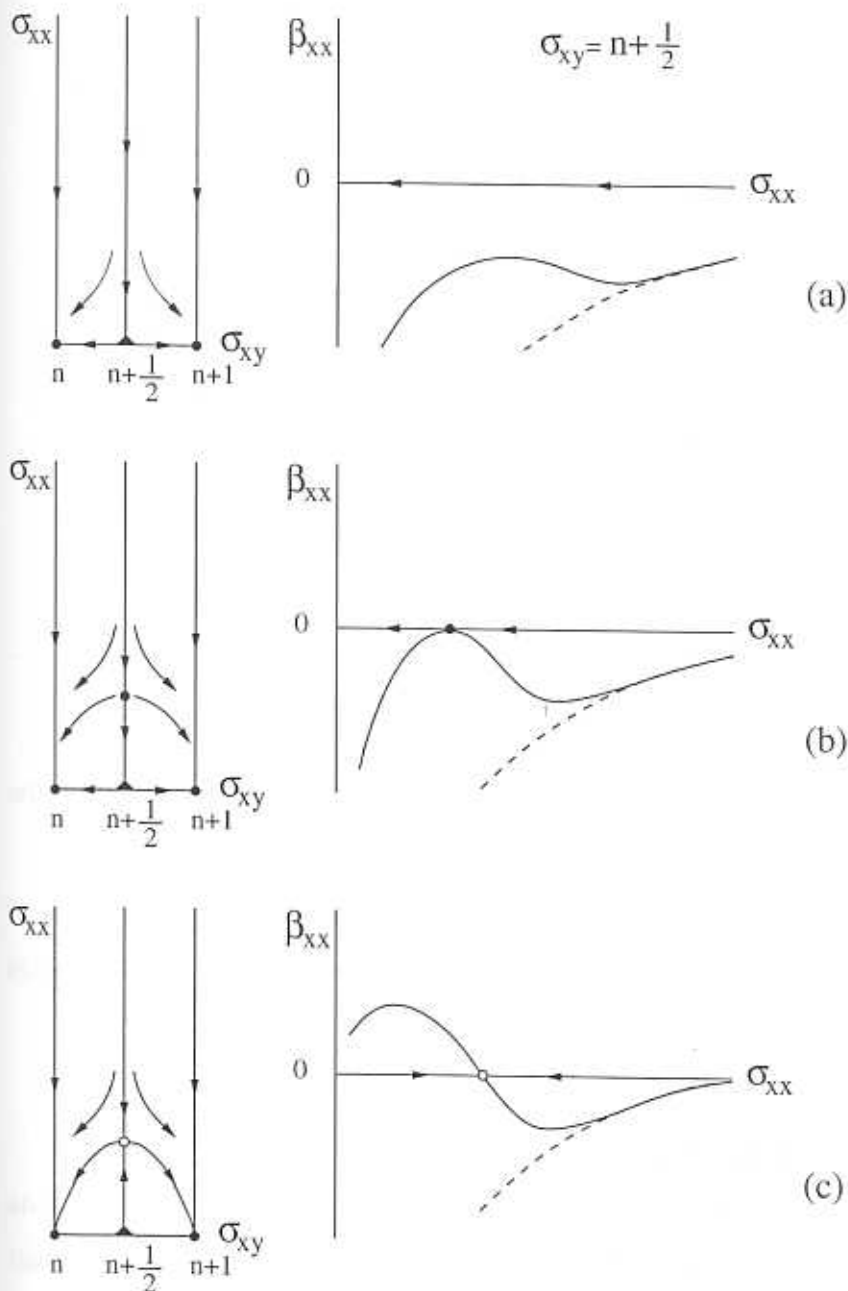 σxx
βxx
σxy = n+ 1/2
0
σxx
(a)
σxy
n n+ 1/2 n+1
σxx
βxx
0
σxx
(b)
σxy
n n+ 1/2 n+1
σxx
βxx
0
σxx
(c)
σxy
n n+ 1/2 n+1